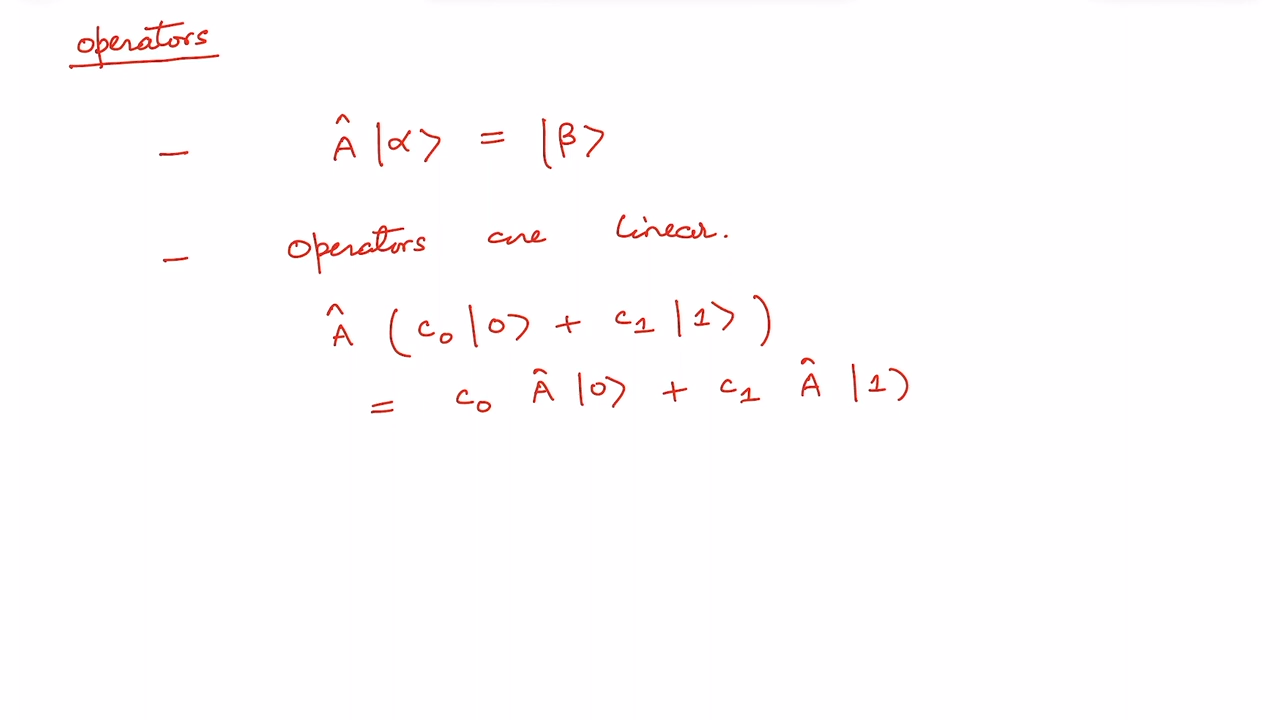 operators
— Â |α⟩ = |β⟩
— Operators are linear.
Â (c₀ |0⟩ + c₁ |1⟩)
= c₀ Â |0⟩ + c₁ Â |1)